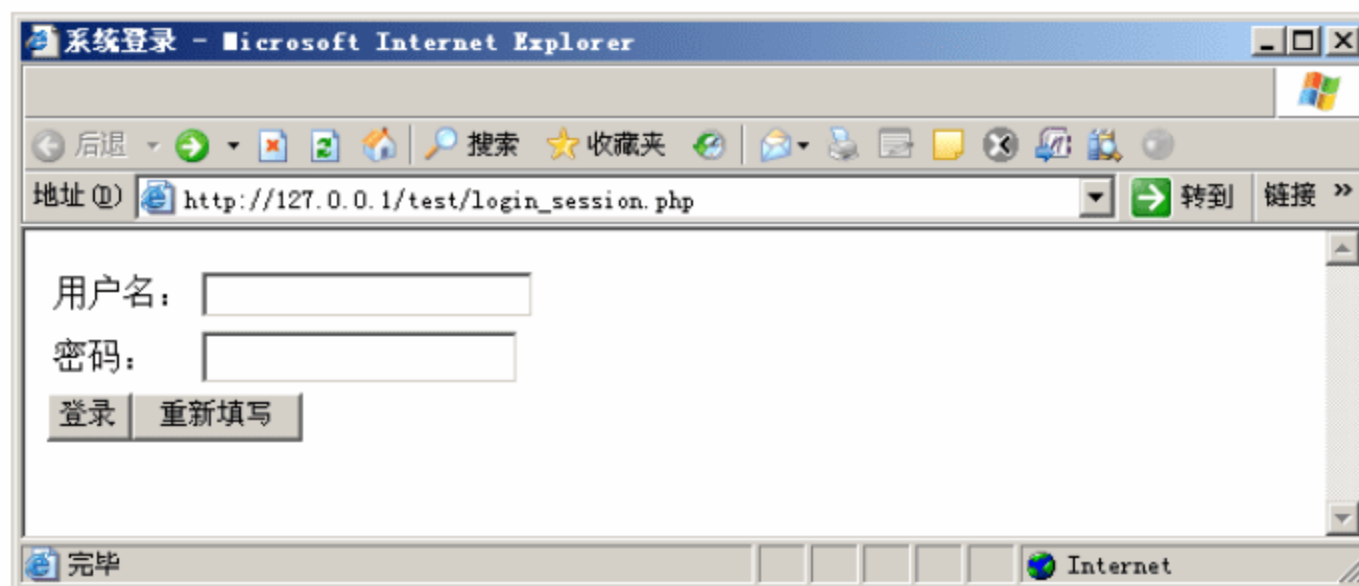 系统登录 - Microsoft Internet Explorer
后退 搜索 收藏夹
地址(D) http://127.0.0.1/test/login_session.php 转到 链接 »
用户名：
密码：
登录 重新填写
完毕 Internet